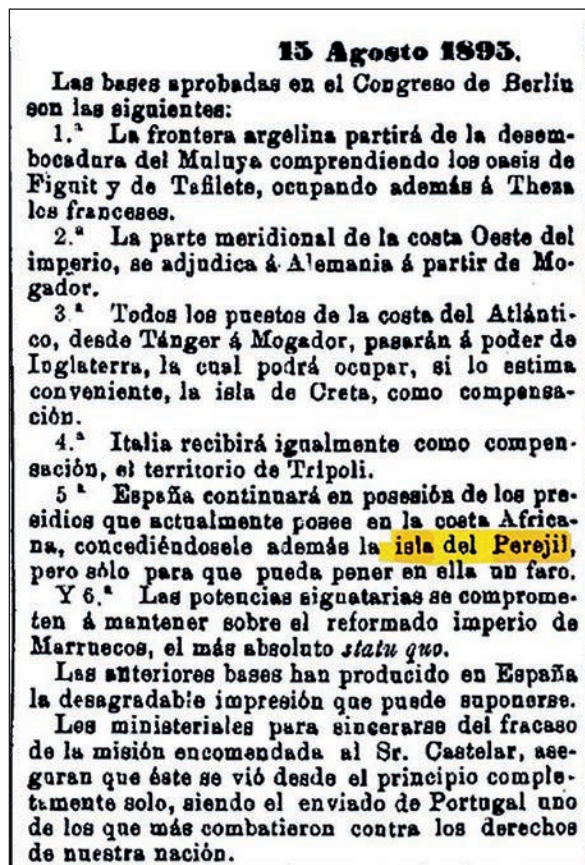 15 Agosto 1895.
Las bases aprobadas en el Congreso de Berlin
son las siguientes:
1.ª La frontera argelina partirá de la desem-
bocadura del Muluya comprendiendo los oasis de
Figuit y de Tafilete, ocupando además á Theza
los franceses.
2.ª La parte meridional de la costa Oeste del
imperio, se adjudica á Alemania á partir de Mo-
gador.
3.ª Todos los puestos de la costa del Atlánti-
co, desde Tánger á Mogador, pasarán á poder de
Inglaterra, la cual podrá ocupar, si lo estima
conveniente, la isla de Creta, como compensa-
ción.
4.ª Italia recibirá igualmente como compen-
sación, el territorio de Trípoli.
5.ª España continuará en posesión de los pre-
sidios que actualmente posee en la costa Africa-
na, concediéndosele además la isla del Perejil,
pero sólo para que pueda poner en ella un faro.
Y 6.ª Las potencias signatarias se comprome-
ten á mantener sobre el reformado imperio de
Marruecos, el más absoluto statu quo.
Las anteriores bases han producido en España
la desagradable impresión que puede suponerse.
Los ministeriales para sincerarse del fracaso
de la misión encomendada al Sr. Castelar, ase-
guran que éste se vió desde el principio comple-
tamente solo, siendo el enviado de Portugal uno
de los que más combatieron contra los derechos
de nuestra nación.